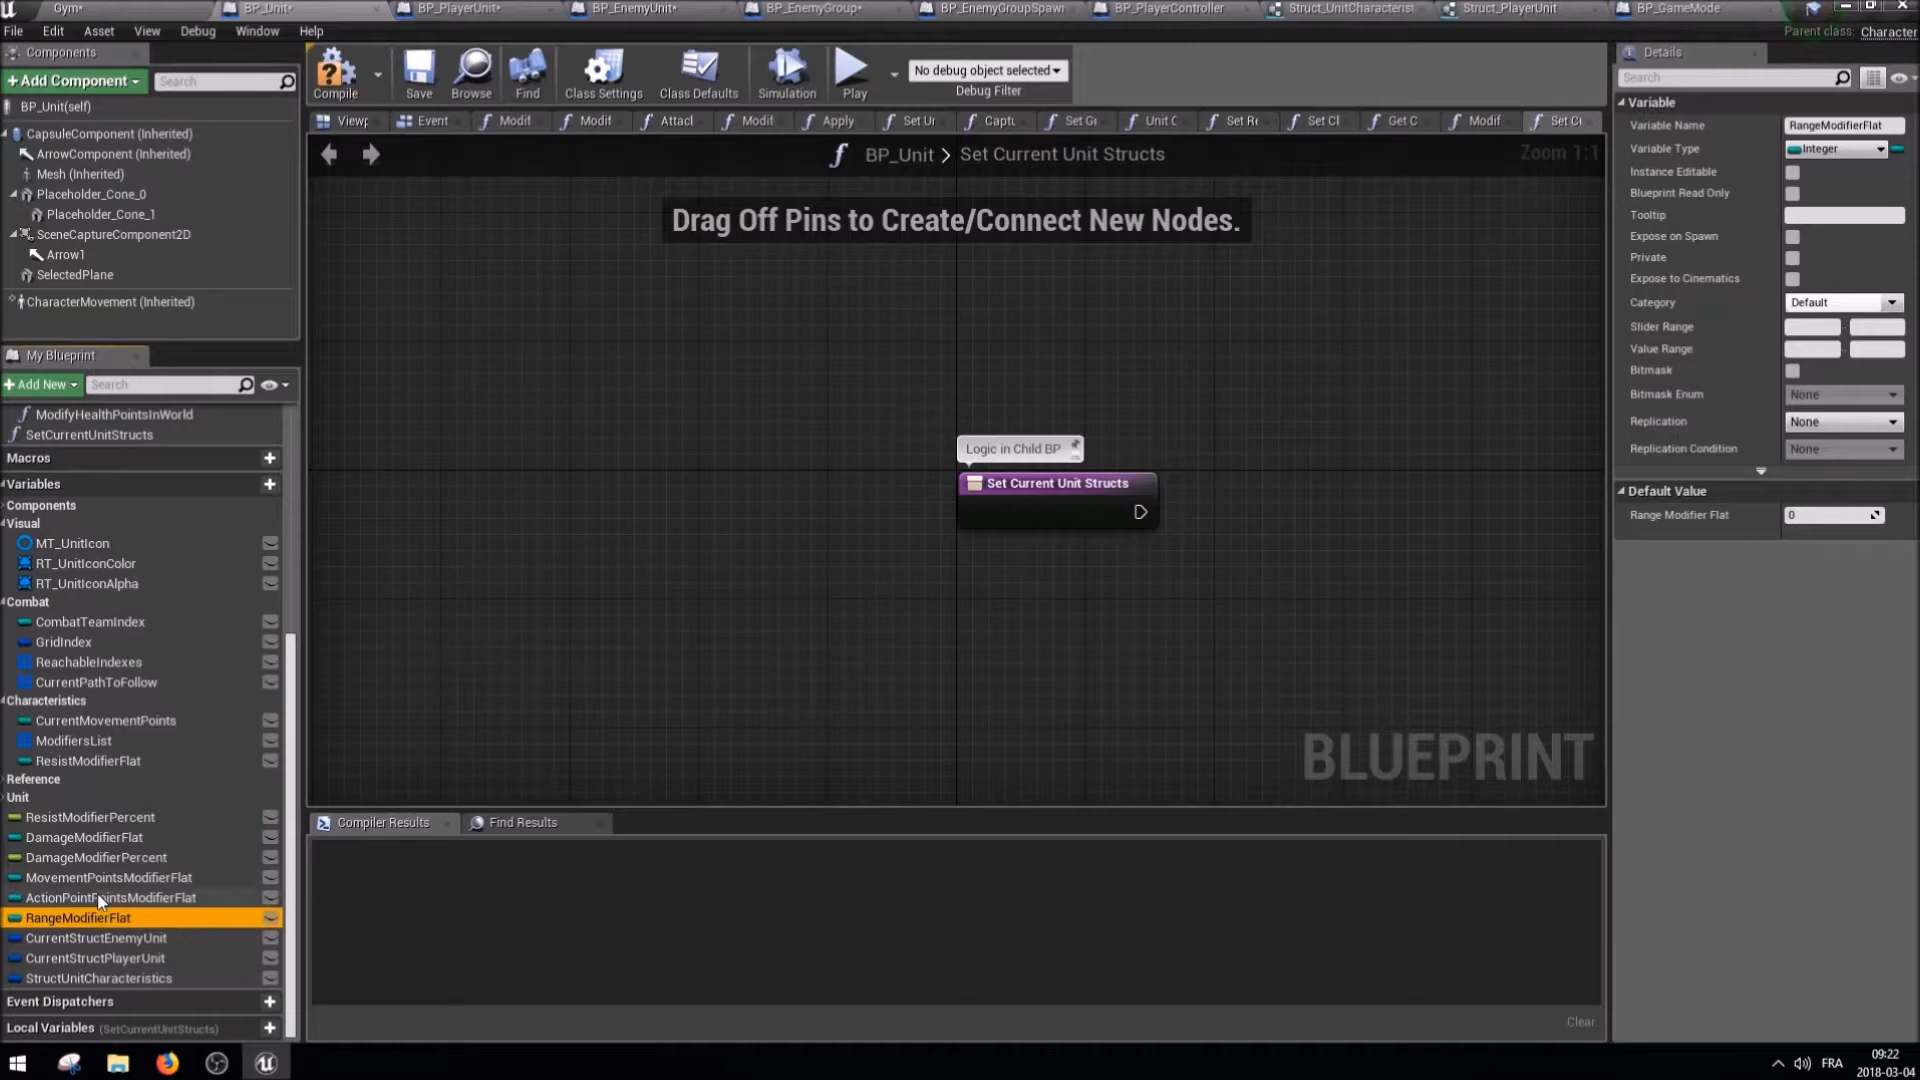 Gym*
BP_Unit*
BP_PlayerUnit*
BP_EnemyUnit*
BP_EnemyGroup*
BP_EnemyGroupSpawn
BP_PlayerController
Struct_UnitCharacterist
Struct_PlayerUnit
BP_GameMode
File Edit Asset View Debug Window Help
Parent class: Character
Components
+ Add Component
Search
BP_Unit(self)
CapsuleComponent (Inherited)
ArrowComponent (Inherited)
Mesh (Inherited)
Placeholder_Cone_0
Placeholder_Cone_1
SceneCaptureComponent2D
Arrow1
SelectedPlane
CharacterMovement (Inherited)
My Blueprint
+ Add New
Search
ModifyHealthPointsInWorld
SetCurrentUnitStructs
Macros
Variables
Components
Visual
MT_UnitIcon
RT_UnitIconColor
RT_UnitIconAlpha
Combat
CombatTeamIndex
GridIndex
ReachableIndexes
CurrentPathToFollow
Characteristics
CurrentMovementPoints
ModifiersList
ResistModifierFlat
Reference
Unit
ResistModifierPercent
DamageModifierFlat
DamageModifierPercent
MovementPointsModifierFlat
ActionPointPointsModifierFlat
RangeModifierFlat
CurrentStructEnemyUnit
CurrentStructPlayerUnit
StructUnitCharacteristics
Event Dispatchers
Local Variables (SetCurrentUnitStructs)
Compile
Save
Browse
Find
Class Settings
Class Defaults
Simulation
Play
No debug object selected
Debug Filter
Viewp
Event
Modif
Modif
Attacl
Modif
Apply
Set Ur
Captu
Set Gi
Unit C
Set Re
Set Cl
Get C
Modif
Set Ci
BP_Unit > Set Current Unit Structs
Zoom 1:1
Drag Off Pins to Create/Connect New Nodes.
Logic in Child BP
Set Current Unit Structs
BLUEPRINT
Compiler Results
Find Results
Clear
Details
Search
Variable
Variable Name RangeModifierFlat
Variable Type Integer
Instance Editable
Blueprint Read Only
Tooltip
Expose on Spawn
Private
Expose to Cinematics
Category Default
Slider Range
Value Range
Bitmask
Bitmask Enum None
Replication None
Replication Condition None
Default Value
Range Modifier Flat 0
FRA
09:22
2018-03-04